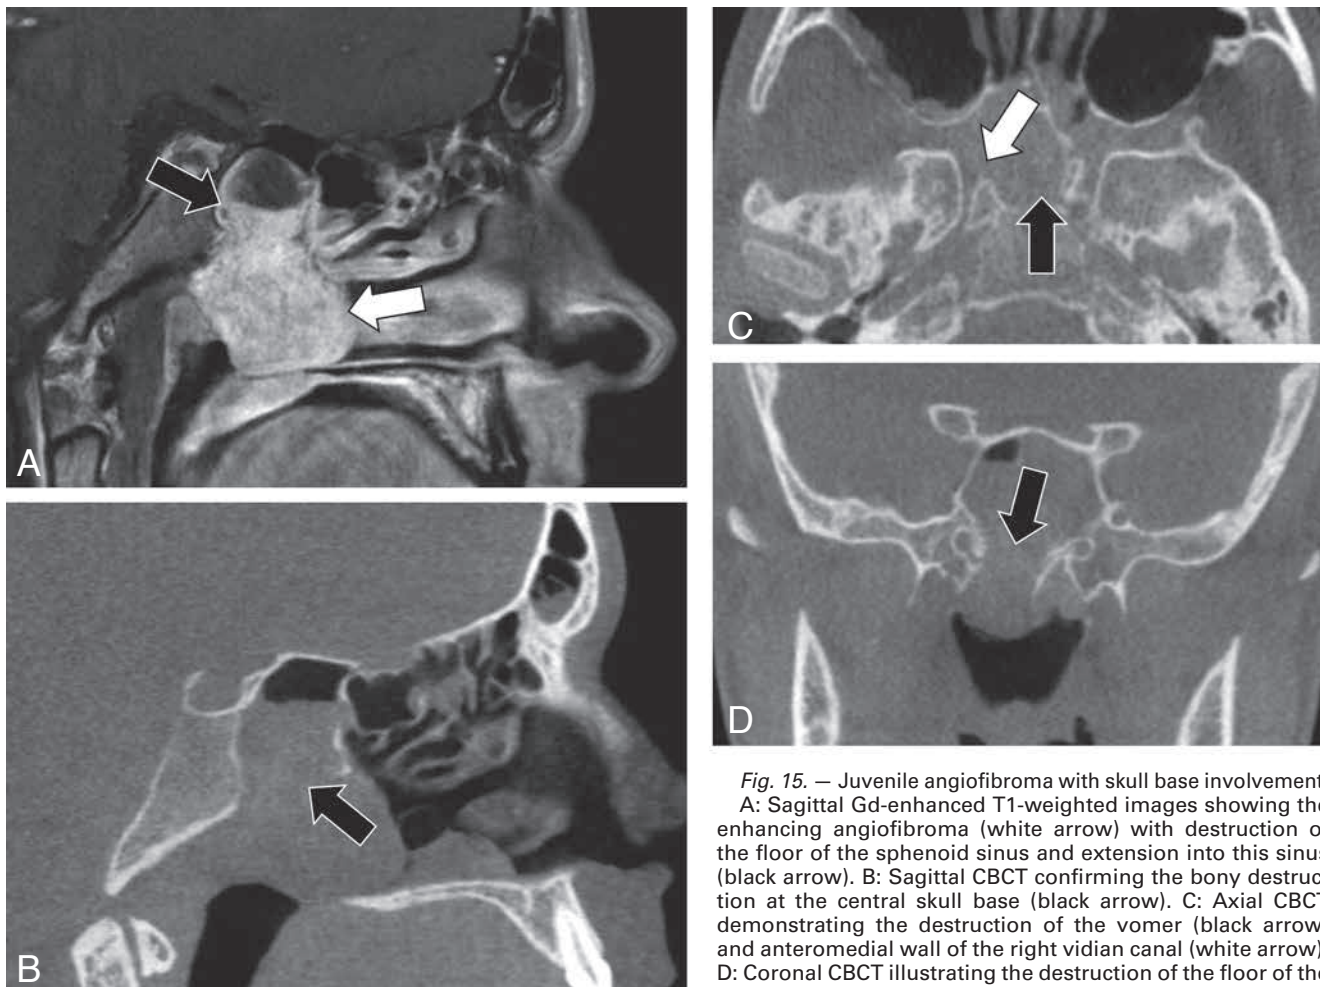 A
B
C
D
Fig. 15. — Juvenile angiofibroma with skull base involvement
A: Sagittal Gd-enhanced T1-weighted images showing the
enhancing angiofibroma (white arrow) with destruction o
the floor of the sphenoid sinus and extension into this sinus
(black arrow). B: Sagittal CBCT confirming the bony destruc
tion at the central skull base (black arrow). C: Axial CBCT
demonstrating the destruction of the vomer (black arrow
and anteromedial wall of the right vidian canal (white arrow)
D: Coronal CBCT illustrating the destruction of the floor of the